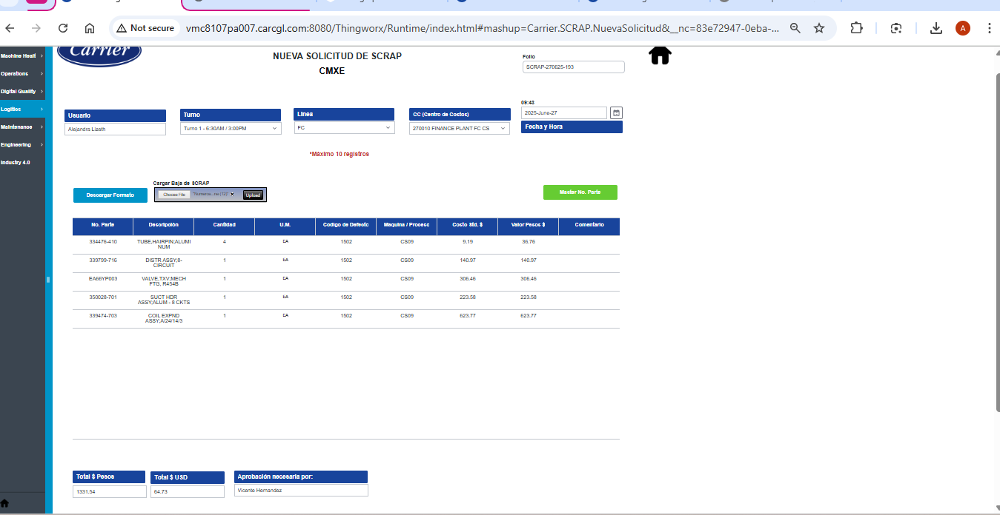 Not secure
vmc8107pa007.carcgl.com:8080/Thingworx/Runtime/index.html#mashup=Carrier.SCRAP.NuevaSolicitud&__nc=83e72947-0eba-...
A
Machine Healt
Operations
Digital Quality
Logitics
Maintenance
Engineering
Industry 4.0
Carrier
NUEVA SOLICITUD DE SCRAP
CMXE
Folio
SCRAP-270625-193
Usuario
Alejandra Lizeth
Turno
Turno 1 - 6:30AM / 3:00PM
Linea
FC
CC (Centro de Costos)
270010 FINANCE PLANT FC CS
09:43
2025-June-27
Fecha y Hora
*Máximo 10 registros
Descargar Formato
Cargar Baja de SCRAP
Choose File
Upload
Master No. Parte
No. Parte Descripción Cantidad U.M. Codigo de Defecto Maquina / Proceso Costo Std. $ Valor Pesos $ Comentario
334476-410 TUBE,HAIRPIN;ALUMI 4 EA 1502 CS09 9.19 36.76
NUM
339799-716 DISTR ASSY;8- 1 EA 1502 CS09 140.97 140.97
CIRCUIT
EA66YP003 VALVE,TXV;MECH 1 EA 1502 CS09 306.46 306.46
FTG, R454B
350028-701 SUCT HDR 1 EA 1502 CS09 223.58 223.58
ASSY;ALUM - 8 CKTS
339474-703 COIL EXPND 1 EA 1502 CS09 623.77 623.77
ASSY;A/24/14/3
Total $ Pesos
1331.54
Total $ USD
64.73
Aprobación necesaria por:
Vicente Hernandez